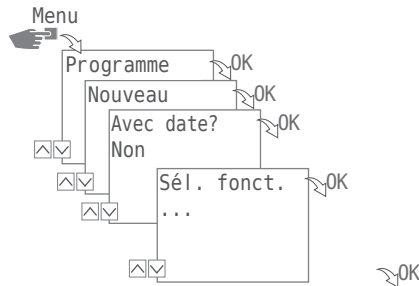 Menu
Programme OK
Nouveau OK
Avec date? OK
Non
Sél. fonct. OK
...
OK